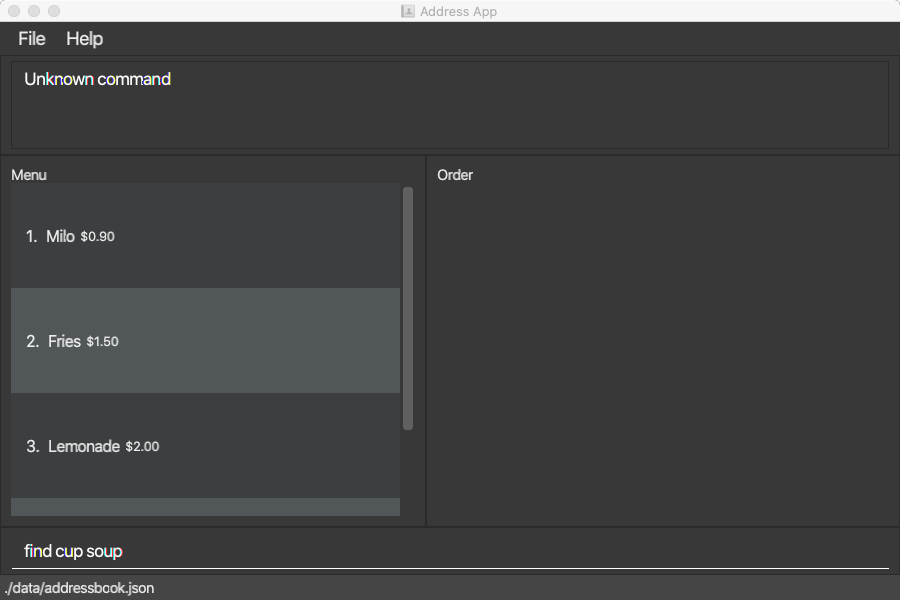 Address App
File Help
Unknown command
Menu
Order
1. Milo $0.90
2. Fries $1.50
3. Lemonade $2.00
find cup soup
./data/addressbook.json